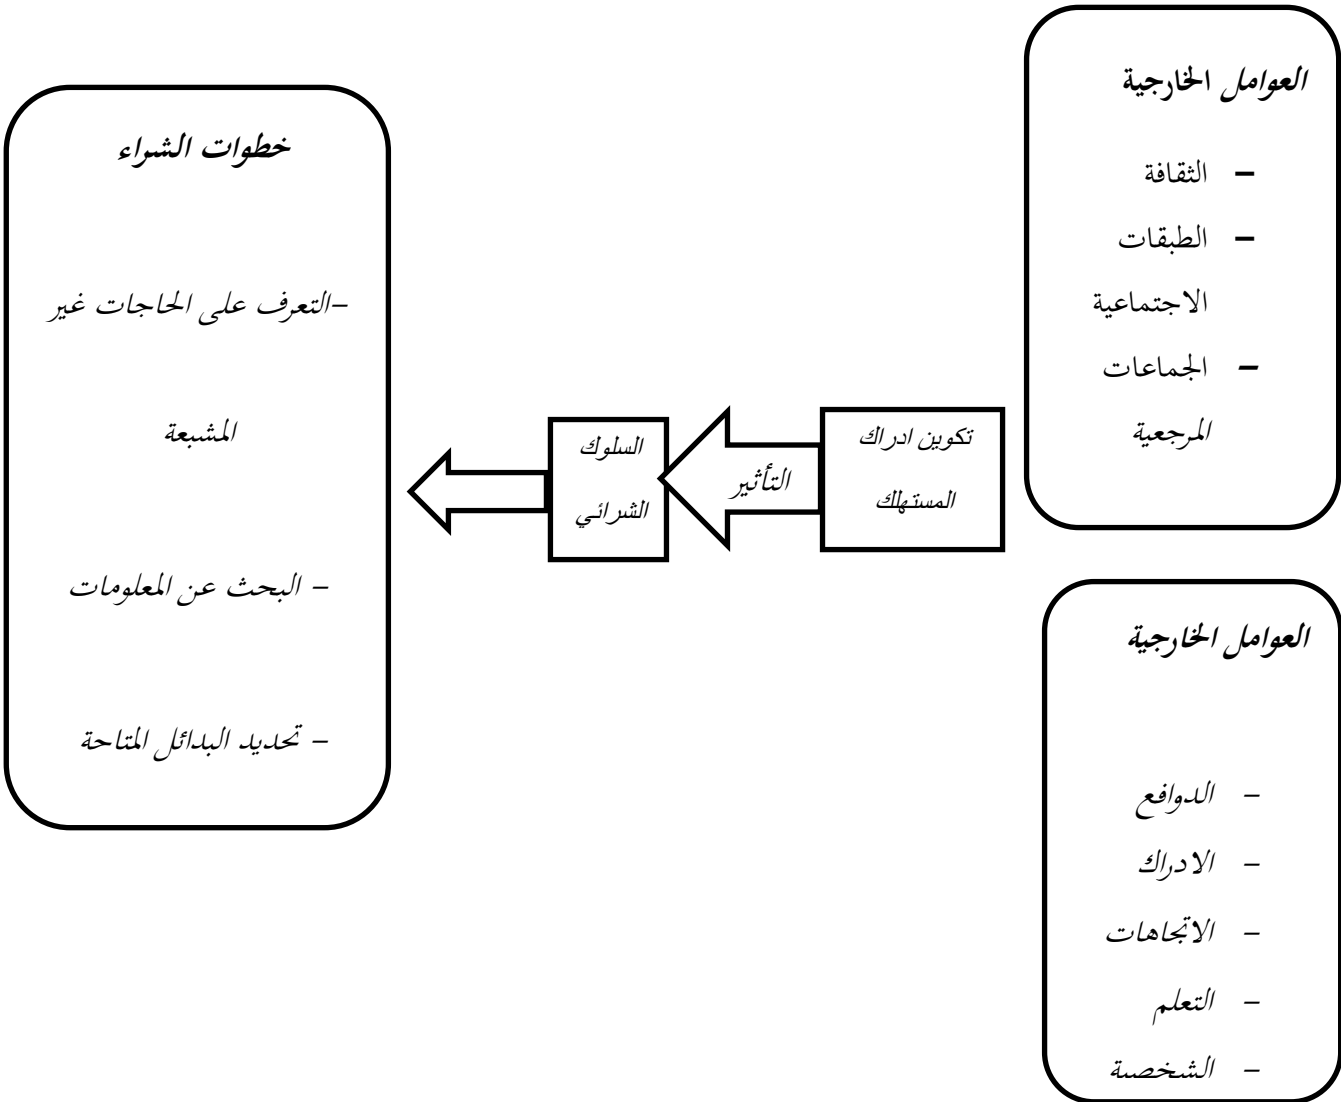 العوامل الخارجية
– الثقافة
– الطبقات
الاجتماعية
– الجماعات
المرجعية
العوامل الخارجية
– الدوافع
– الادراك
– الاتجاهات
– التعلم
– الشخصية
تكوين ادراك
المستهلك
التأثير
السلوك
الشرائي
خطوات الشراء
–التعرف على الحاجات غير
المشبعة
– البحث عن المعلومات
– تحديد البدائل المتاحة